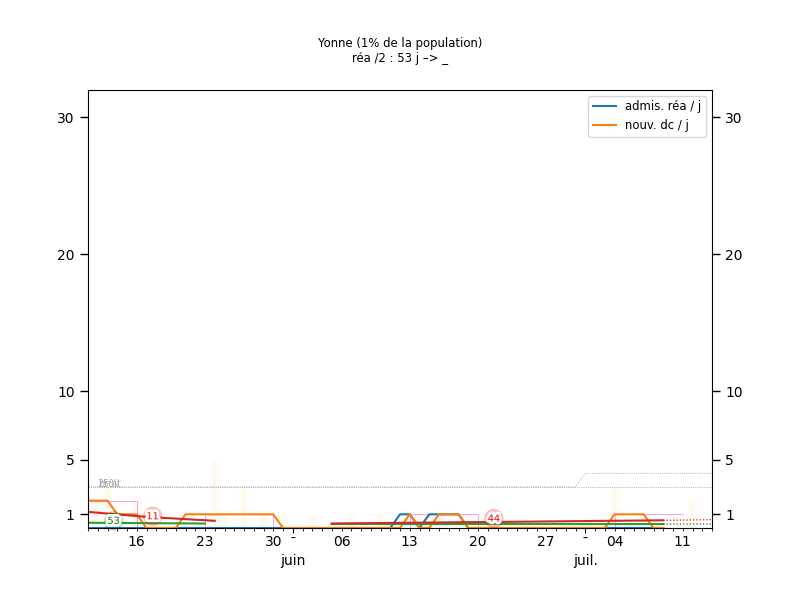 Yonne (1% de la population)
réa /2 : 53 j –> _
admis. réa / j
nouv. dc / j
30 30
20 20
10 10
5 5
1 1
53 11 44
16 23 30 - 06 13 20 27 - 04 11
juin juil.